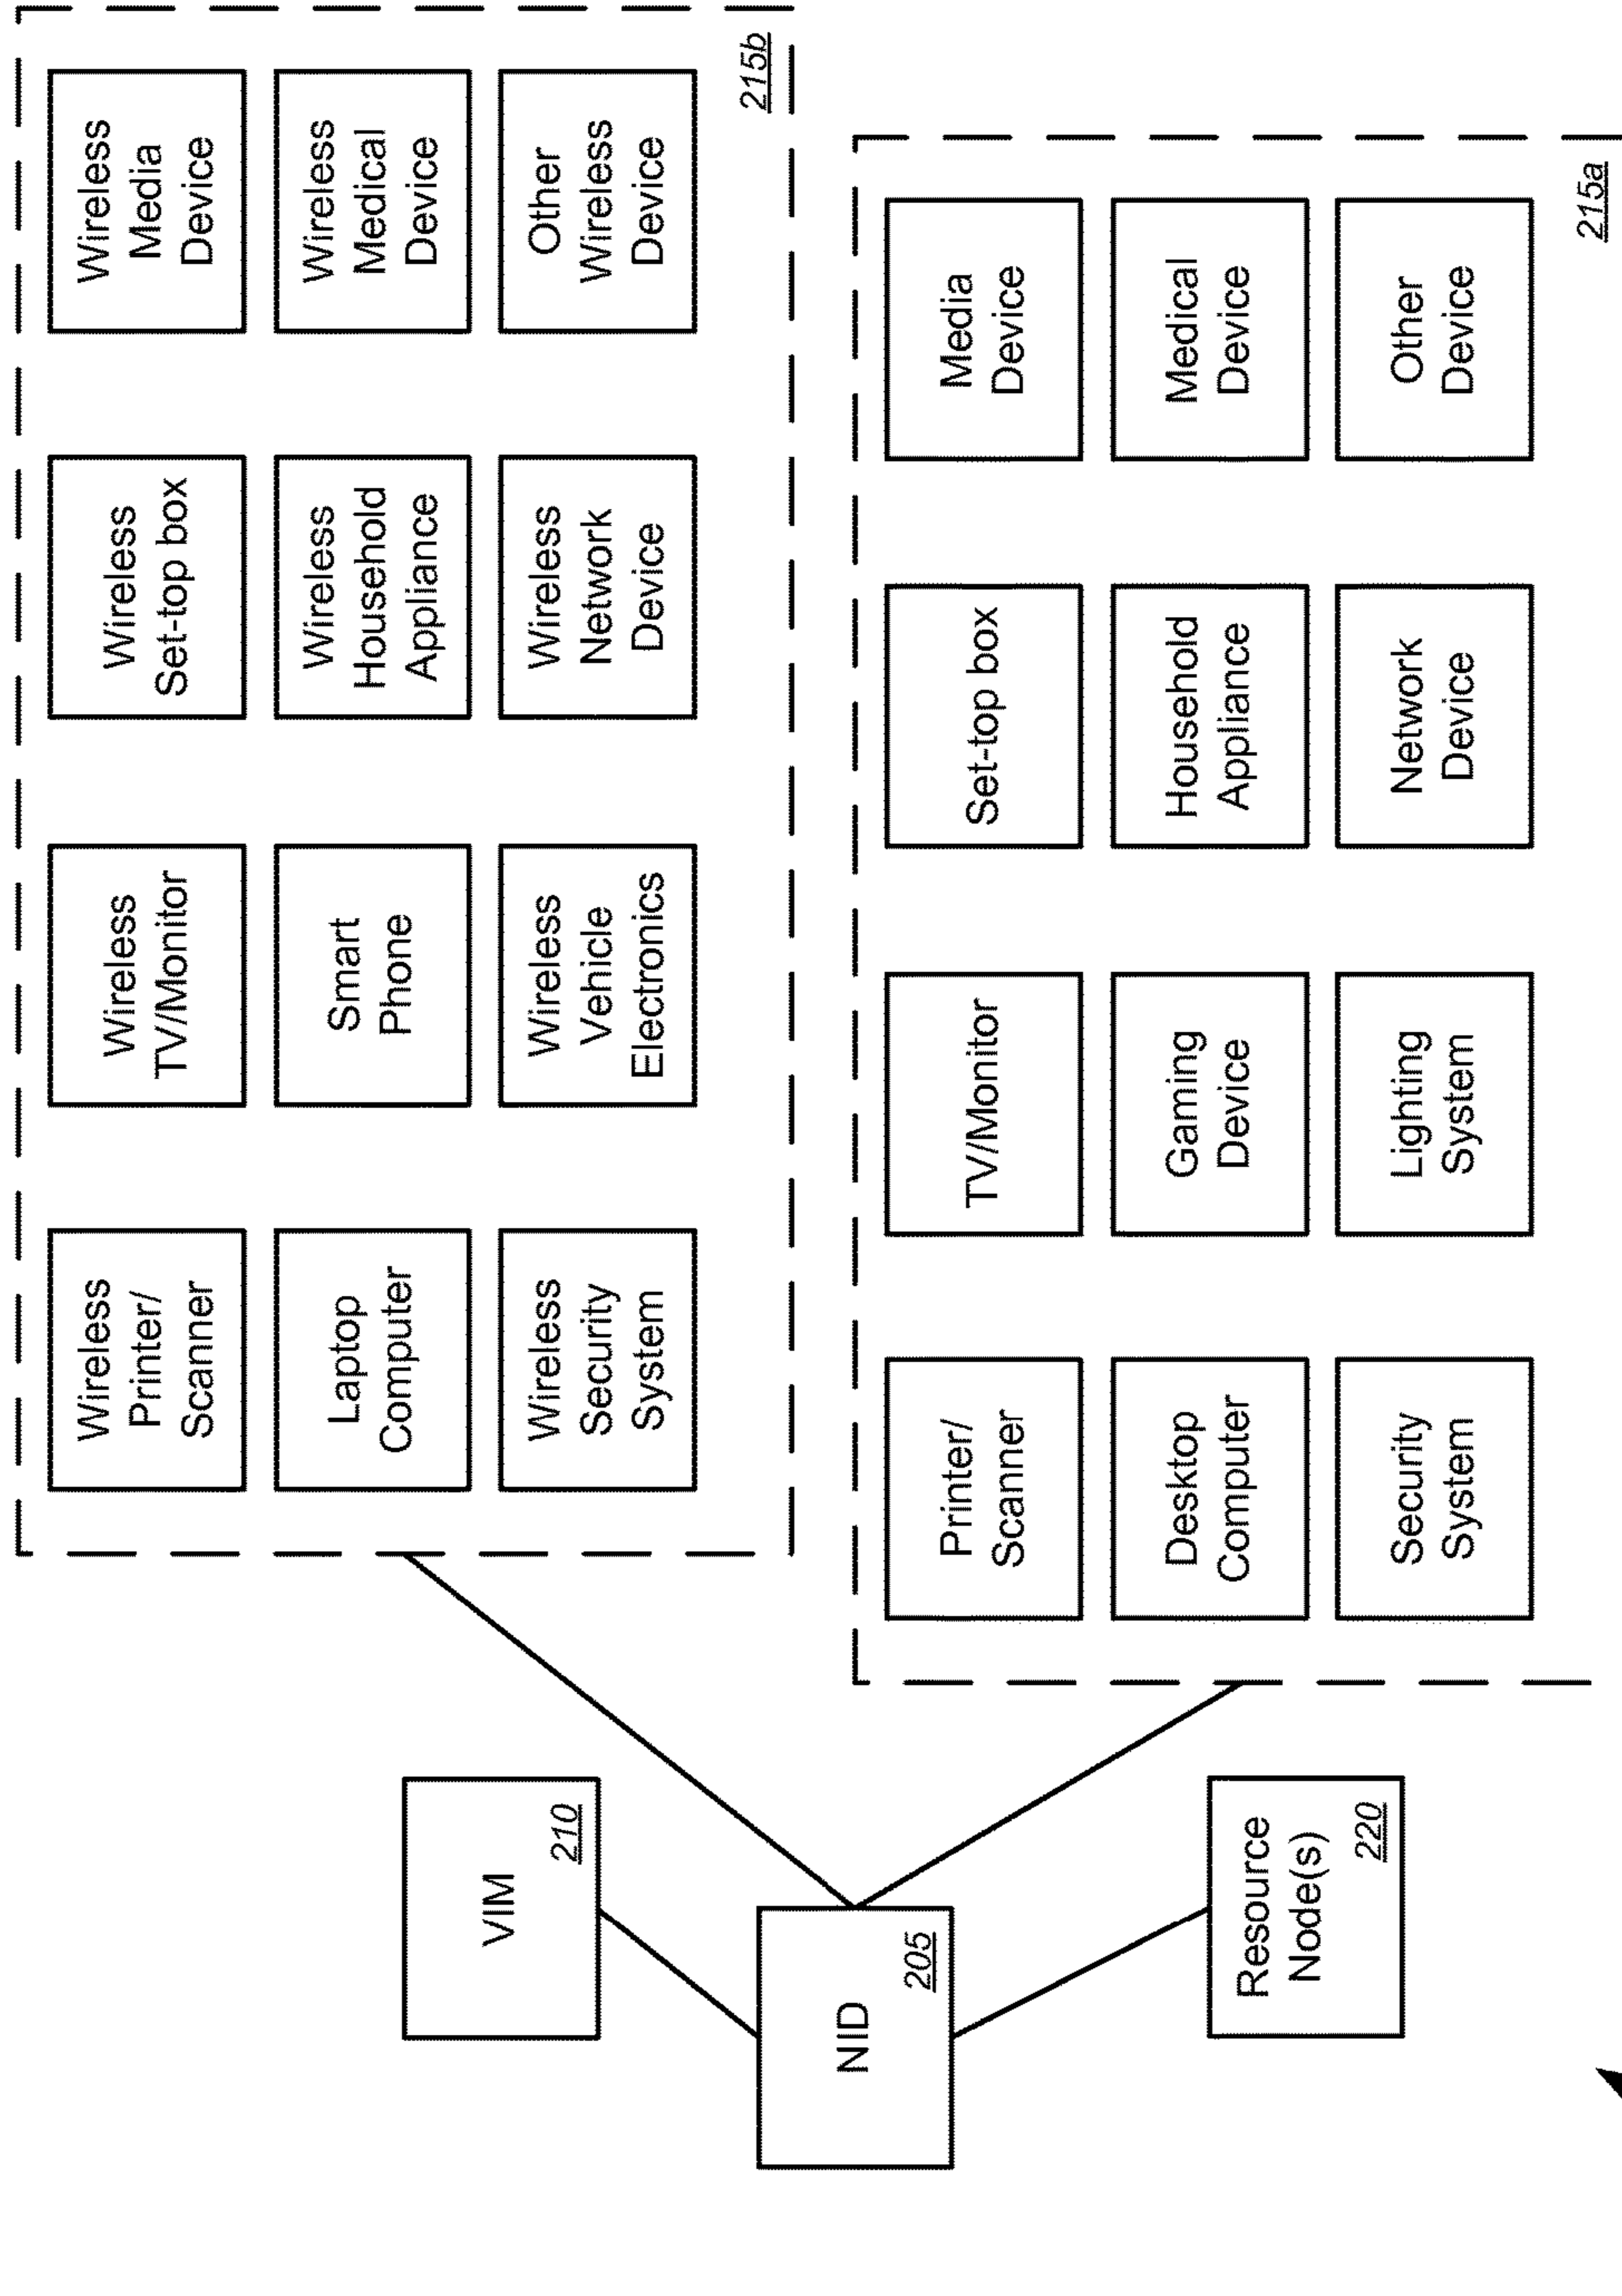 Wireless
Printer/
Scanner
Wireless
TV/Monitor
Wireless
Set-top box
Wireless
Media
Device
Laptop
Computer
Smart
Phone
Wireless
Household
Appliance
Wireless
Medical
Device
Wireless
Security
System
Wireless
Vehicle
Electronics
Wireless
Network
Device
Other
Wireless
Device
215b
VIM
210
NID
205
Resource
Node(s)
220
Printer/
Scanner
TV/Monitor
Set-top box
Media
Device
Desktop
Computer
Gaming
Device
Household
Appliance
Medical
Device
Security
System
Lighting
System
Network
Device
Other
Device
215a